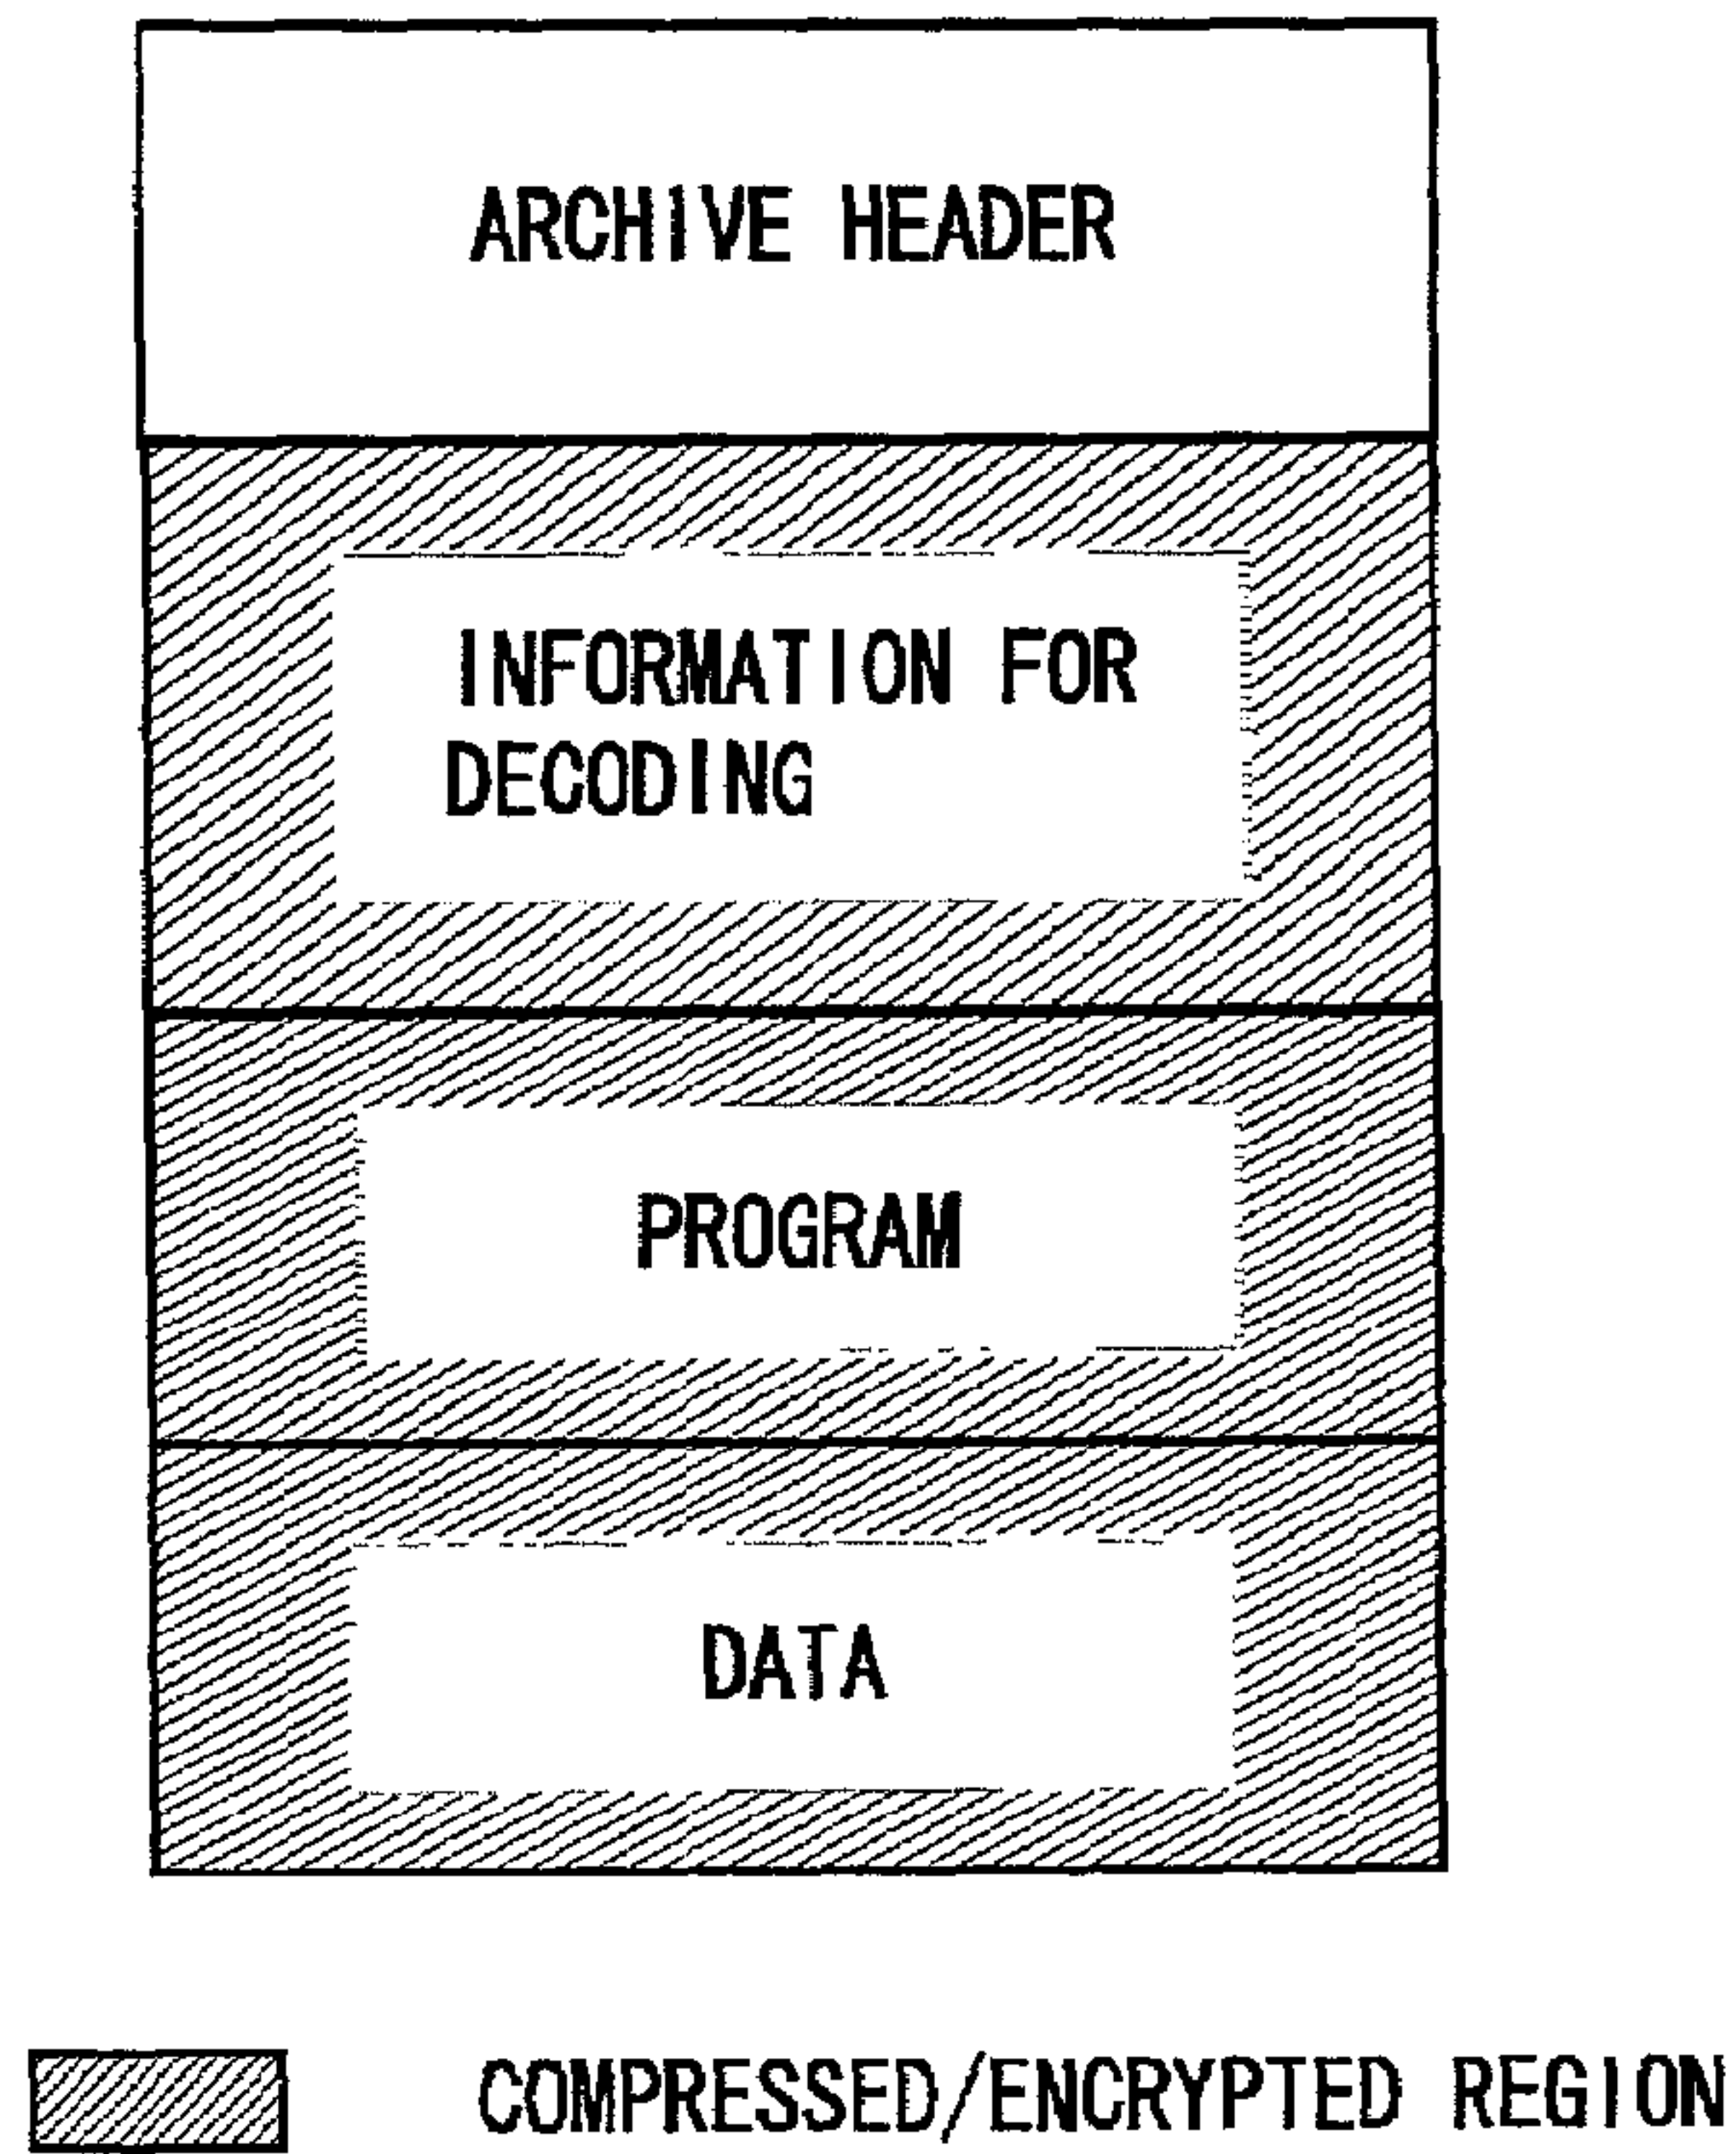 ARCHIVE HEADER
INFORMATION FOR
DECODING
PROGRAM
DATA
COMPRESSED/ENCRYPTED REGION